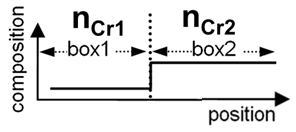 nCr1 nCr2
box1 box2
composition
position